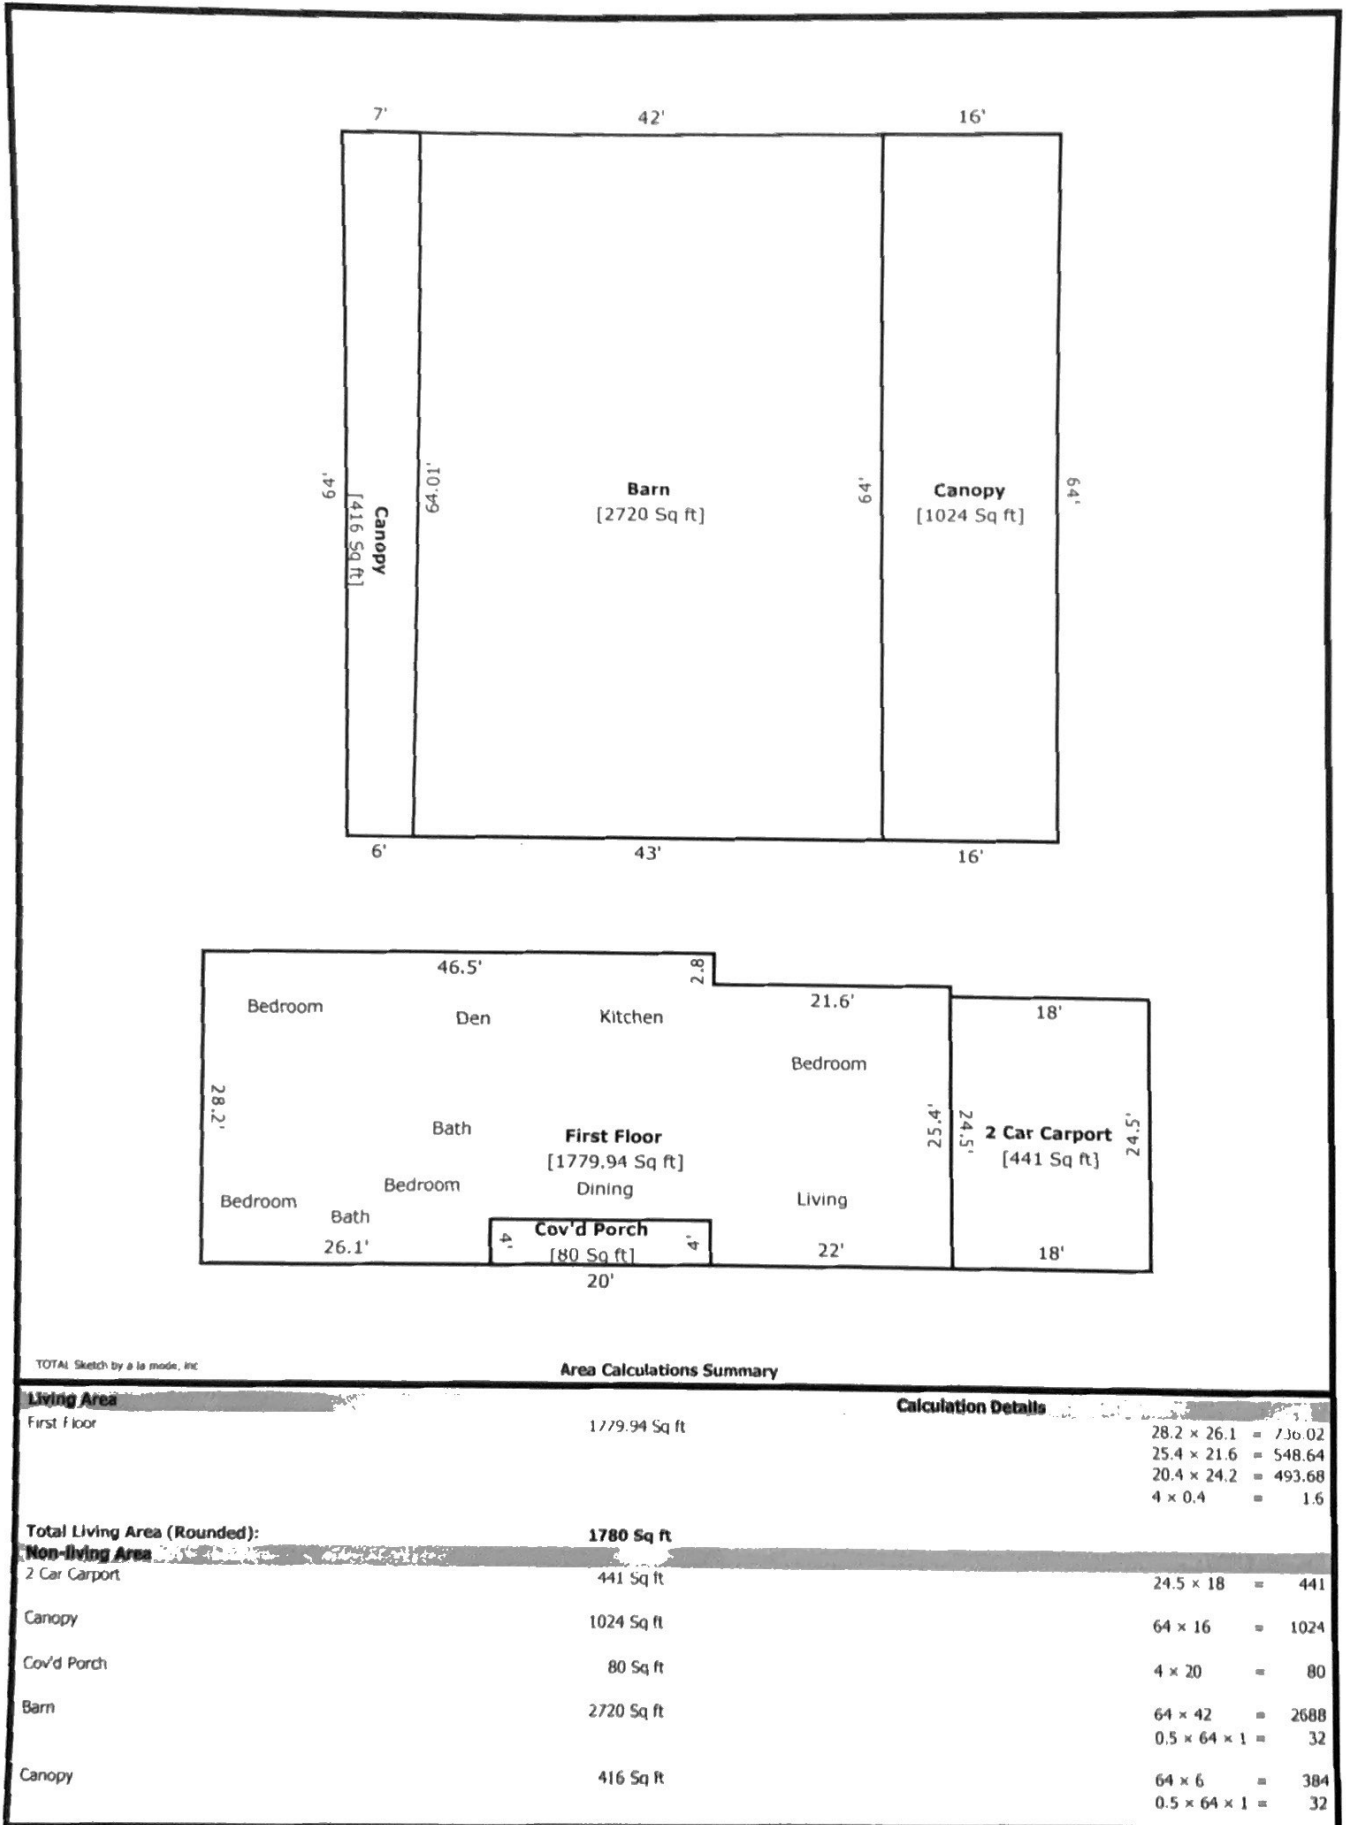 7' 42' 16'
64' Canopy [416 Sq ft] 64.01' Barn [2720 Sq ft] 64' Canopy [1024 Sq ft] 64'
6' 43' 16'
46.5' 2.8
21.6'
18'
Bedroom Den Kitchen
Bedroom
28.2'
Bath
First Floor
[1779.94 Sq ft]
25.4' 24.5' 2 Car Carport 24.5'
[441 Sq ft]
Bedroom Bedroom Dining Living
Bath
Cov'd Porch
26.1' 4' [80 Sq ft] 4' 22' 18'
20'
TOTAL Sketch by a la mode, inc
Area Calculations Summary
Living Area Calculation Details
First Floor 1779.94 Sq ft 28.2 × 26.1 = 736.02
25.4 × 21.6 = 548.64
20.4 × 24.2 = 493.68
4 × 0.4 = 1.6
Total Living Area (Rounded): 1780 Sq ft
Non-living Area
2 Car Carport 441 Sq ft 24.5 × 18 = 441
Canopy 1024 Sq ft 64 × 16 = 1024
Cov'd Porch 80 Sq ft 4 × 20 = 80
Barn 2720 Sq ft 64 × 42 = 2688
0.5 × 64 × 1 = 32
Canopy 416 Sq ft 64 × 6 = 384
0.5 × 64 × 1 = 32